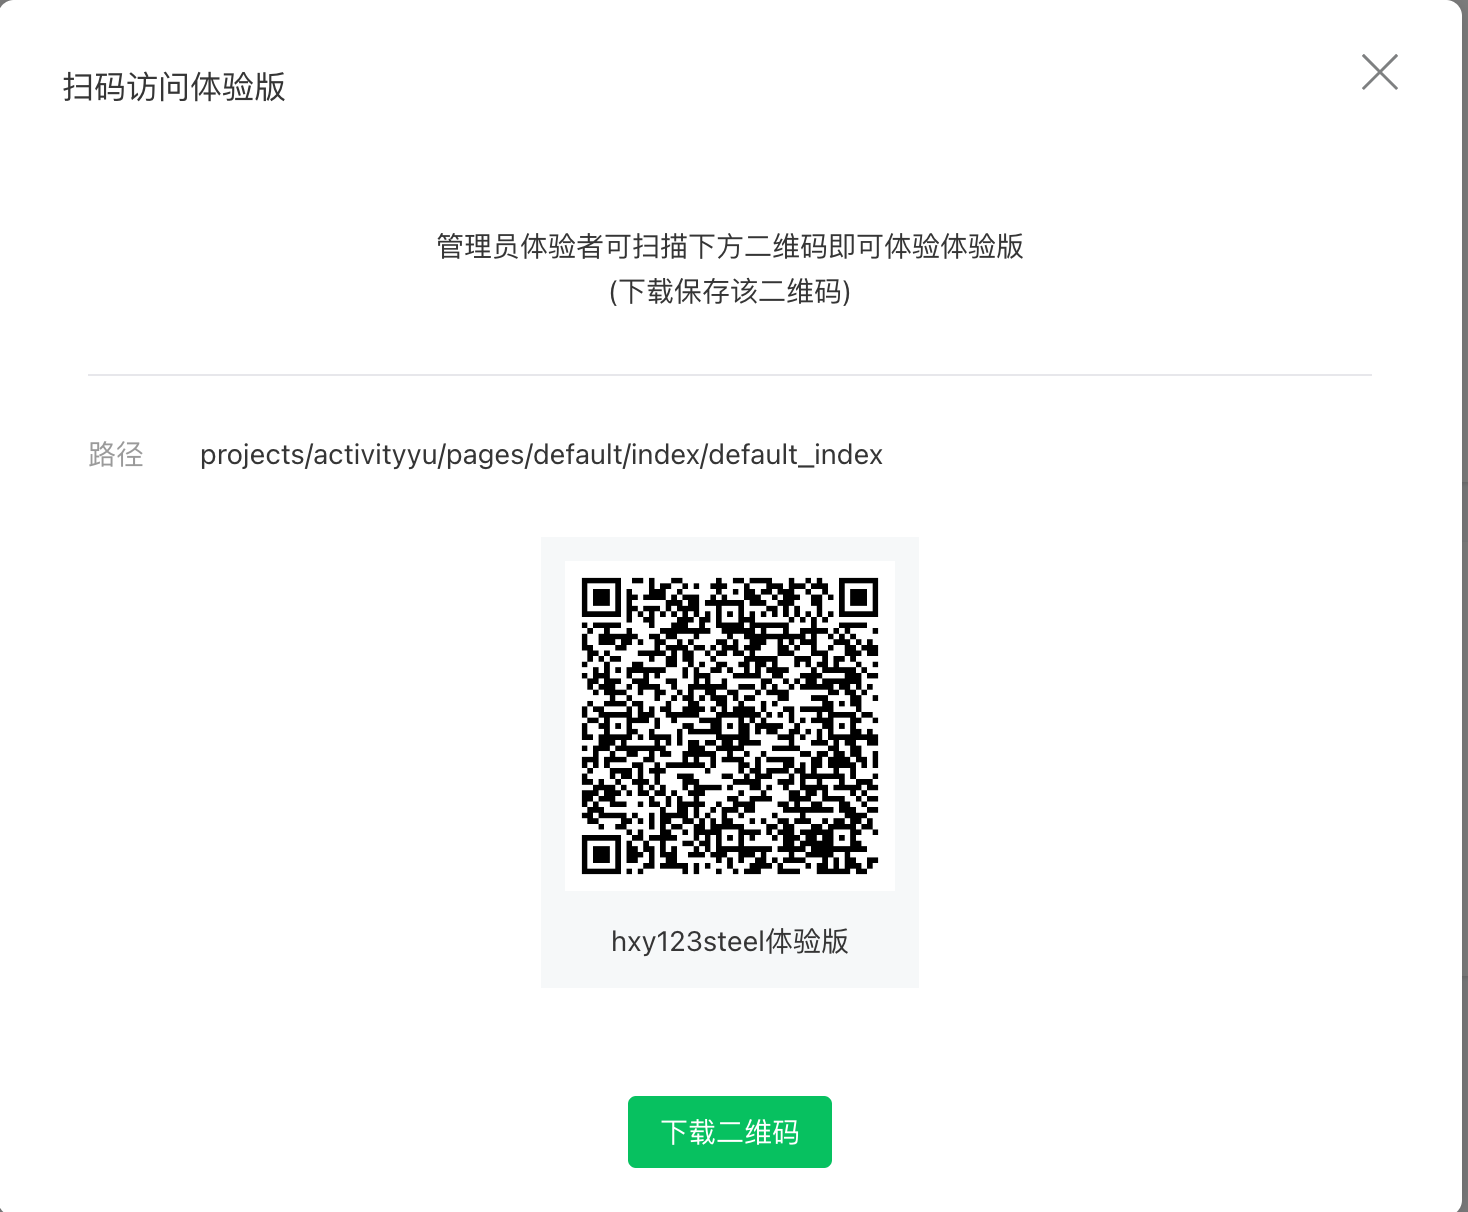 扫码访问体验版
管理员体验者可扫描下方二维码即可体验体验版
(下载保存该二维码)
路径 projects/activityyu/pages/default/index/default_index
hxy123steel体验版
下载二维码